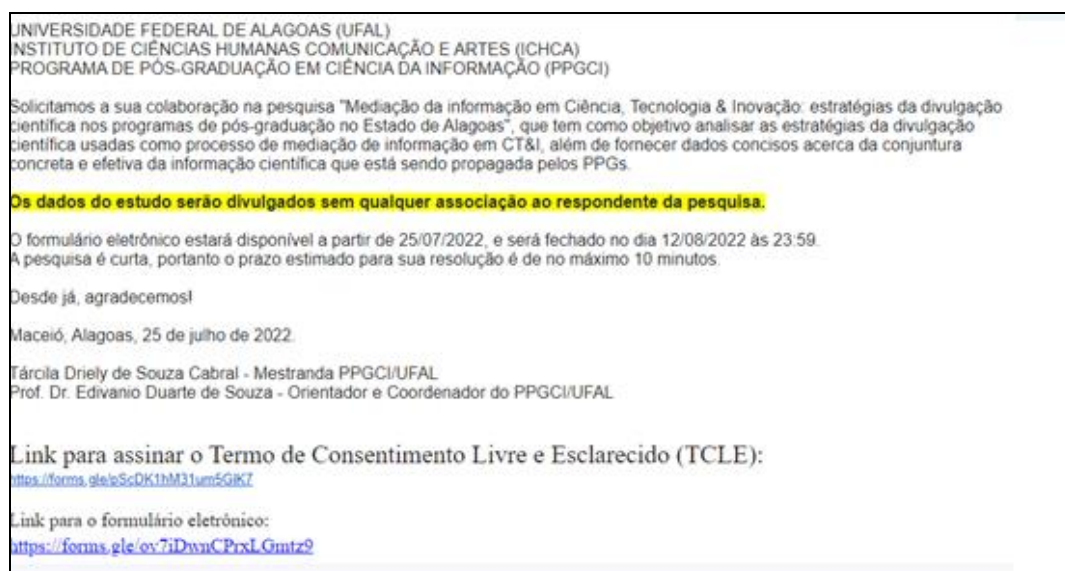 UNIVERSIDADE FEDERAL DE ALAGOAS (UFAL)
INSTITUTO DE CIÊNCIAS HUMANAS COMUNICAÇÃO E ARTES (ICHCA)
PROGRAMA DE PÓS-GRADUAÇÃO EM CIÊNCIA DA INFORMAÇÃO (PPGCI)
Solicitamos a sua colaboração na pesquisa "Mediação da informação em Ciência, Tecnologia & Inovação: estratégias da divulgação
científica nos programas de pós-graduação no Estado de Alagoas", que tem como objetivo analisar as estratégias da divulgação
científica usadas como processo de mediação de informação em CT&I, além de fornecer dados concisos acerca da conjuntura
concreta e efetiva da informação científica que está sendo propagada pelos PPGs.
Os dados do estudo serão divulgados sem qualquer associação ao respondente da pesquisa.
O formulário eletrônico estará disponível a partir de 25/07/2022, e será fechado no dia 12/08/2022 às 23:59.
A pesquisa é curta, portanto o prazo estimado para sua resolução é de no máximo 10 minutos.
Desde já, agradecemos!
Maceió, Alagoas, 25 de julho de 2022.
Tárcila Driely de Souza Cabral - Mestranda PPGCI/UFAL
Prof. Dr. Edivanio Duarte de Souza - Orientador e Coordenador do PPGCI/UFAL
Link para assinar o Termo de Consentimento Livre e Esclarecido (TCLE):
https://forms.gle/pScDK1hM31um5GiK7
Link para o formulário eletrônico:
https://forms.gle/ov7iDwnCPrxLGmtz9